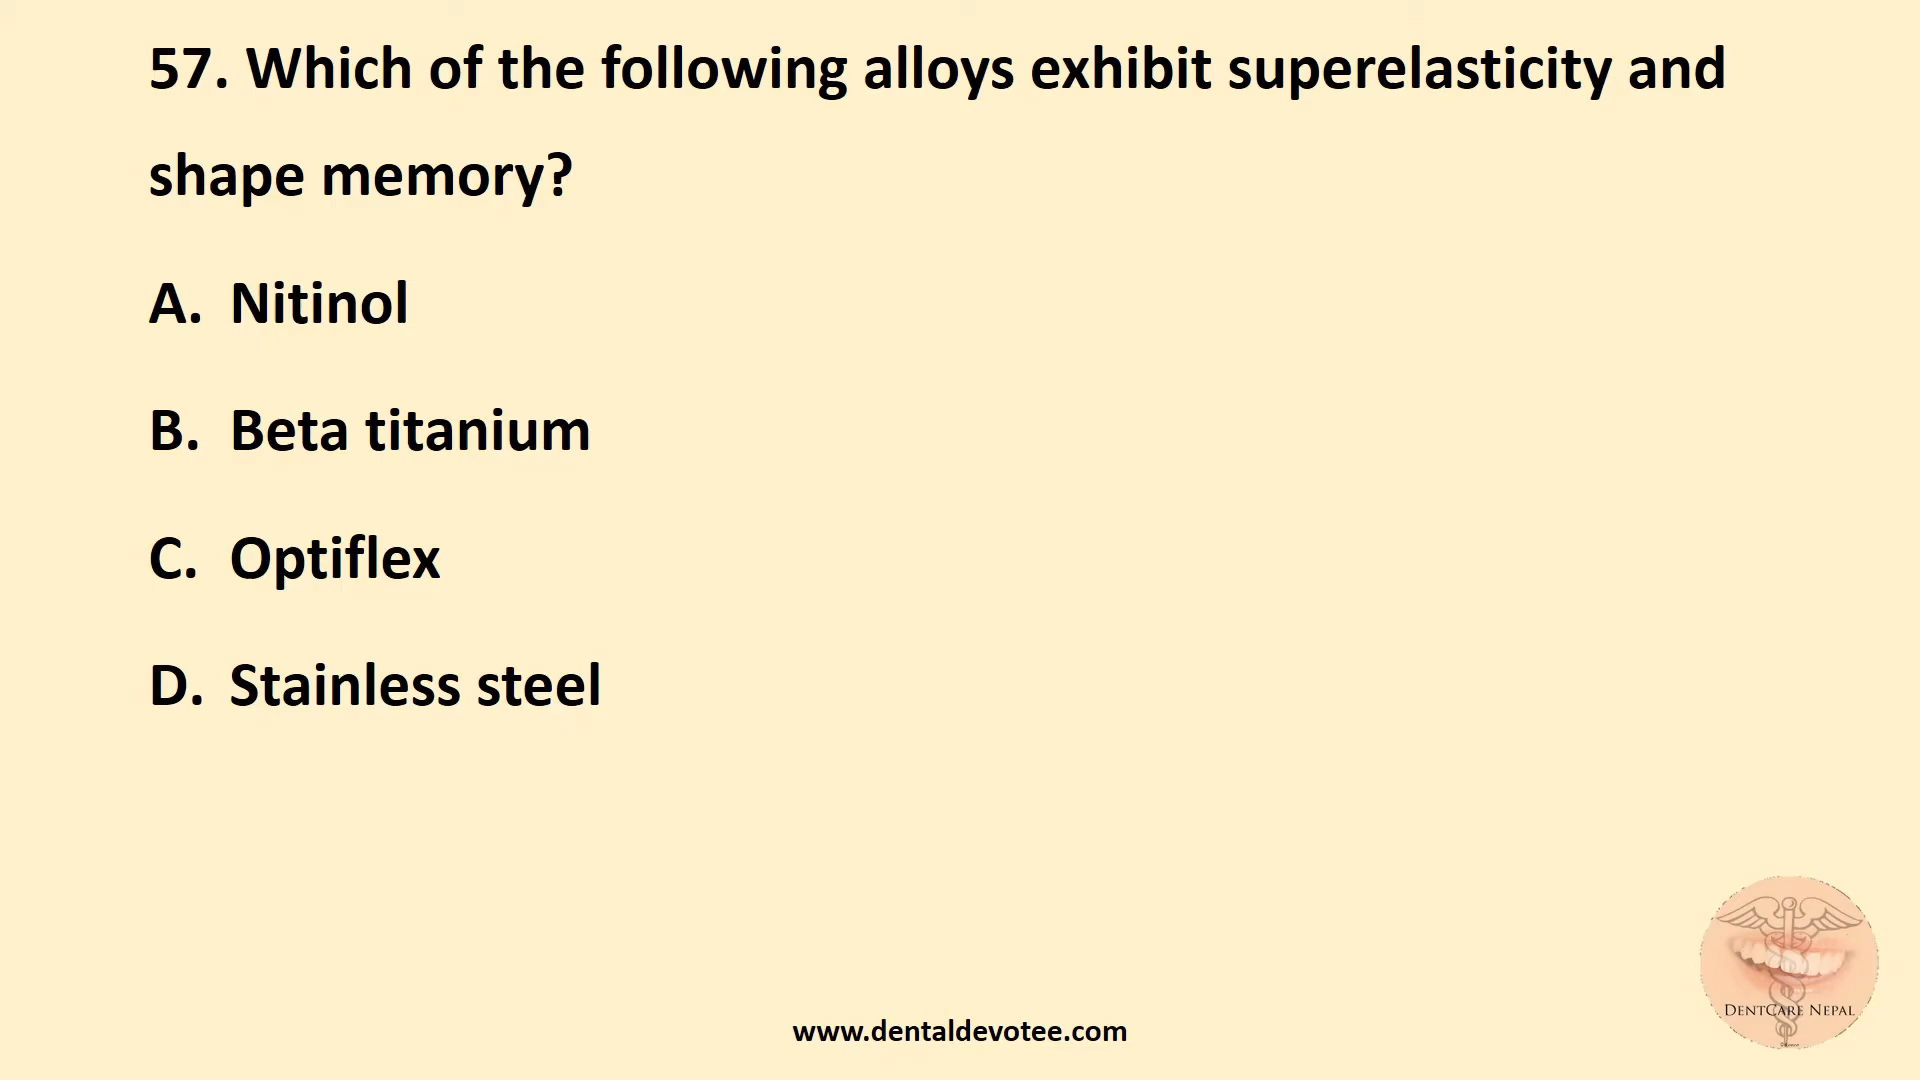 57. Which of the following alloys exhibit superelasticity and
shape memory?
A. Nitinol
B. Beta titanium
C. Optiflex
D. Stainless steel
DENTCARE NEPAL
www.dentaldevotee.com